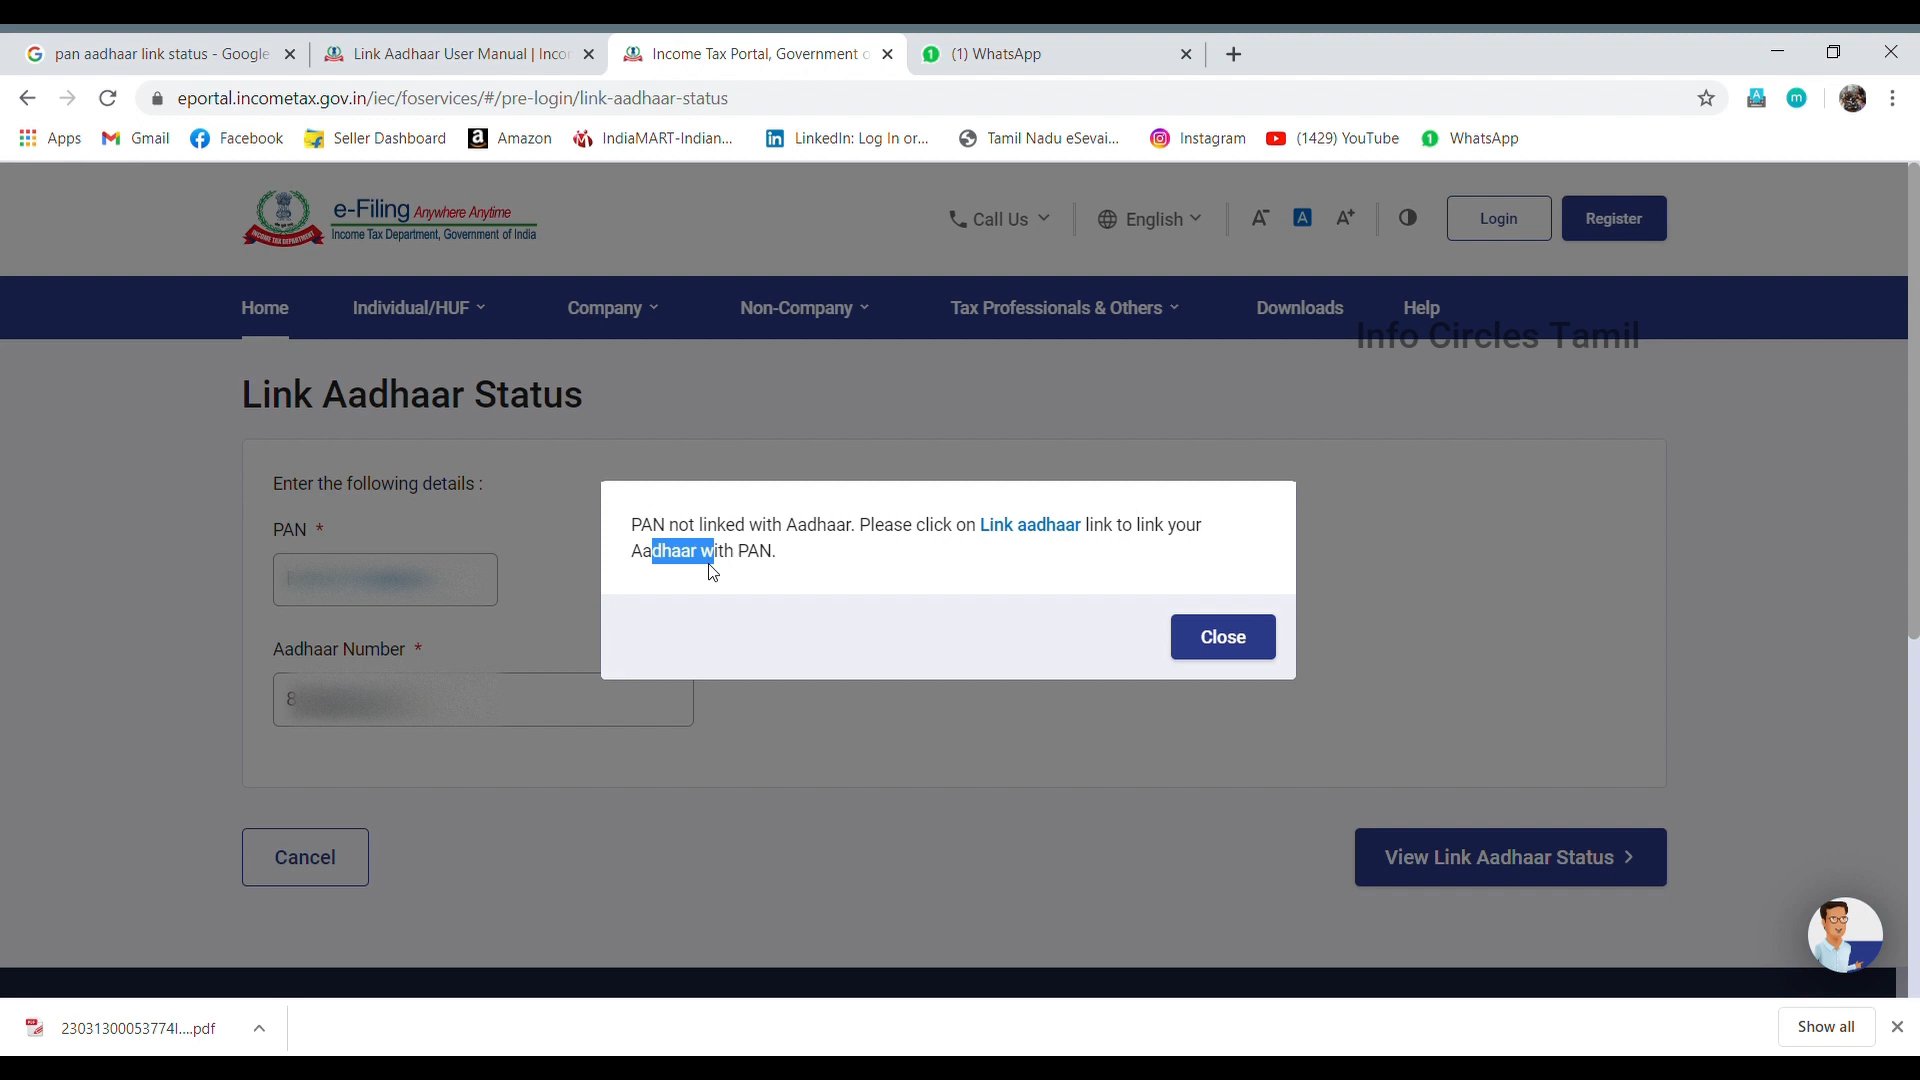 pan aadhaar link status - Google
Link Aadhaar User Manual | Inco
Income Tax Portal, Government o
(1) WhatsApp
eportal.incometax.gov.in/iec/foservices/#/pre-login/link-aadhaar-status
Apps
Gmail
Facebook
Seller Dashboard
Amazon
IndiaMART-Indian...
LinkedIn: Log In or...
Tamil Nadu eSevai...
Instagram
(1429) YouTube
WhatsApp
INCOME TAX DEPARTMENT
e-Filing Anywhere Anytime
Income Tax Department, Government of India
Call Us
English
A-
A
A+
Login
Register
Home
Individual/HUF
Company
Non-Company
Tax Professionals & Others
Downloads
Help
Info Circles Tamil
Link Aadhaar Status
Enter the following details :
PAN *
PAN not linked with Aadhaar. Please click on Link aadhaar link to link your
Aadhaar with PAN.
Close
Aadhaar Number *
8
Cancel
View Link Aadhaar Status >
23031300053774I....pdf
Show all